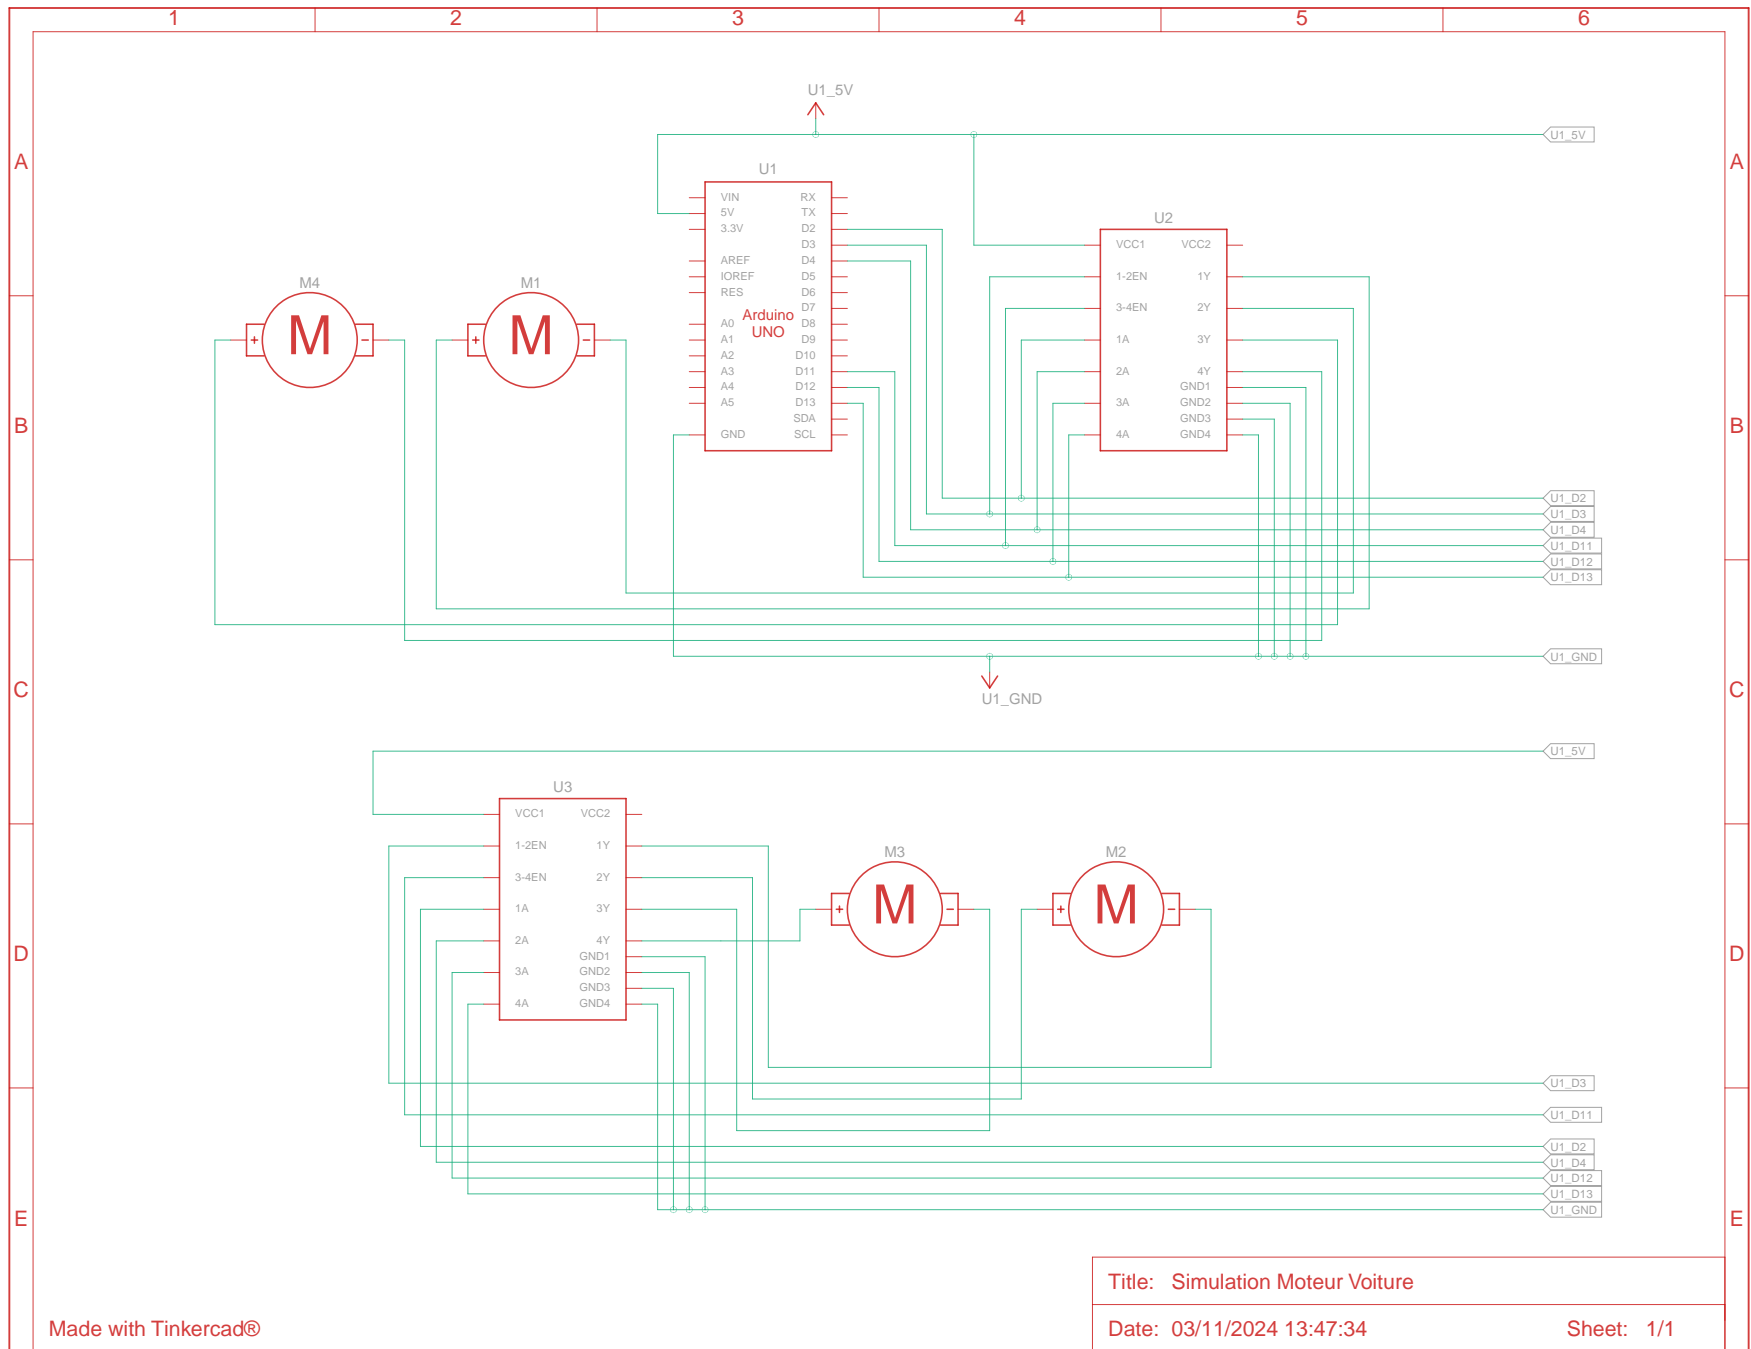 1 2 3 4 5 6
U1_5V
U1_5V
A A
U1
VIN RX
5V TX
3.3V D2
D3
AREF D4
IOREF D5
RES D6
D7
A0 D8
A1 D9
A2 D10
A3 D11
A4 D12
A5 D13
SDA
GND SCL
Arduino
UNO
U2
VCC1 VCC2
1-2EN 1Y
3-4EN 2Y
1A 3Y
2A 4Y
GND1
3A GND2
GND3
4A GND4
M4 M1
+ M - + M -
B B
U1_D2
U1_D3
U1_D4
U1_D11
U1_D12
U1_D13
U1_GND
C C
U1_GND
U1_5V
U3
VCC1 VCC2
1-2EN 1Y
3-4EN 2Y
1A 3Y
2A 4Y
GND1
3A GND2
GND3
4A GND4
M3 M2
+ M - + M -
D D
U1_D3
U1_D11
U1_D2
U1_D4
U1_D12
U1_D13
U1_GND
E E
Title: Simulation Moteur Voiture
Made with Tinkercad®
Date: 03/11/2024 13:47:34 Sheet: 1/1